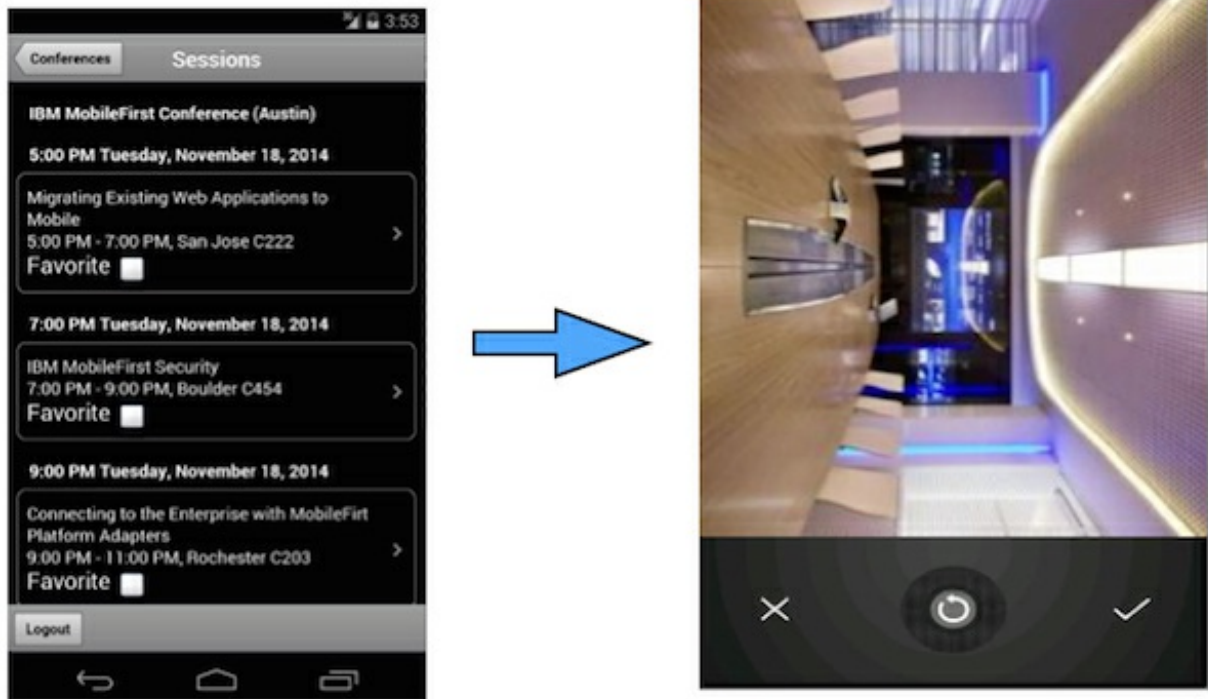 3:53
Conferences
Sessions
IBM MobileFirst Conference (Austin)
5:00 PM Tuesday, November 18, 2014
Migrating Existing Web Applications to
Mobile
5:00 PM - 7:00 PM, San Jose C222
Favorite
7:00 PM Tuesday, November 18, 2014
IBM MobileFirst Security
7:00 PM - 9:00 PM, Boulder C454
Favorite
9:00 PM Tuesday, November 18, 2014
Connecting to the Enterprise with MobileFirt
Platform Adapters
9:00 PM - 11:00 PM, Rochester C203
Favorite
Logout